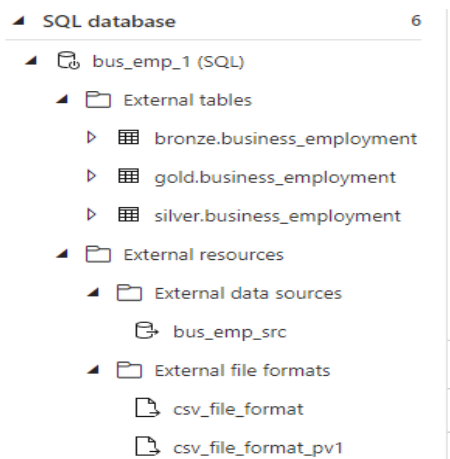 SQL database 6
bus_emp_1 (SQL)
External tables
bronze.business_employment
gold.business_employment
silver.business_employment
External resources
External data sources
bus_emp_src
External file formats
csv_file_format
csv_file_format_pv1